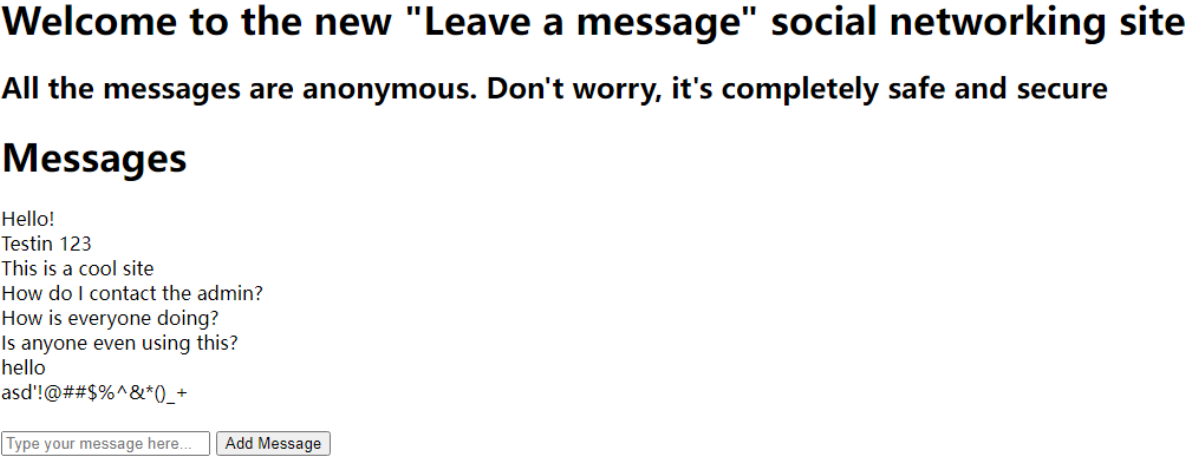 Welcome to the new "Leave a message" social networking site
All the messages are anonymous. Don't worry, it's completely safe and secure
Messages
Hello!
Testin 123
This is a cool site
How do I contact the admin?
How is everyone doing?
Is anyone even using this?
hello
asd'!@##$%^&*()_+
Type your message here... Add Message